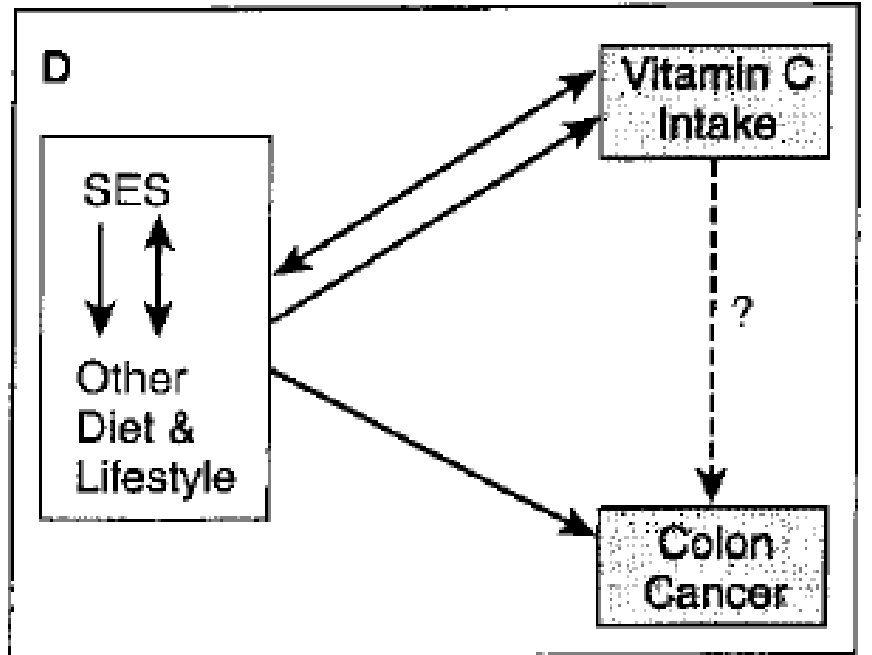 D
Vitamin C
Intake
SES
?
Other
Diet &
Lifestyle
Colon
Cancer